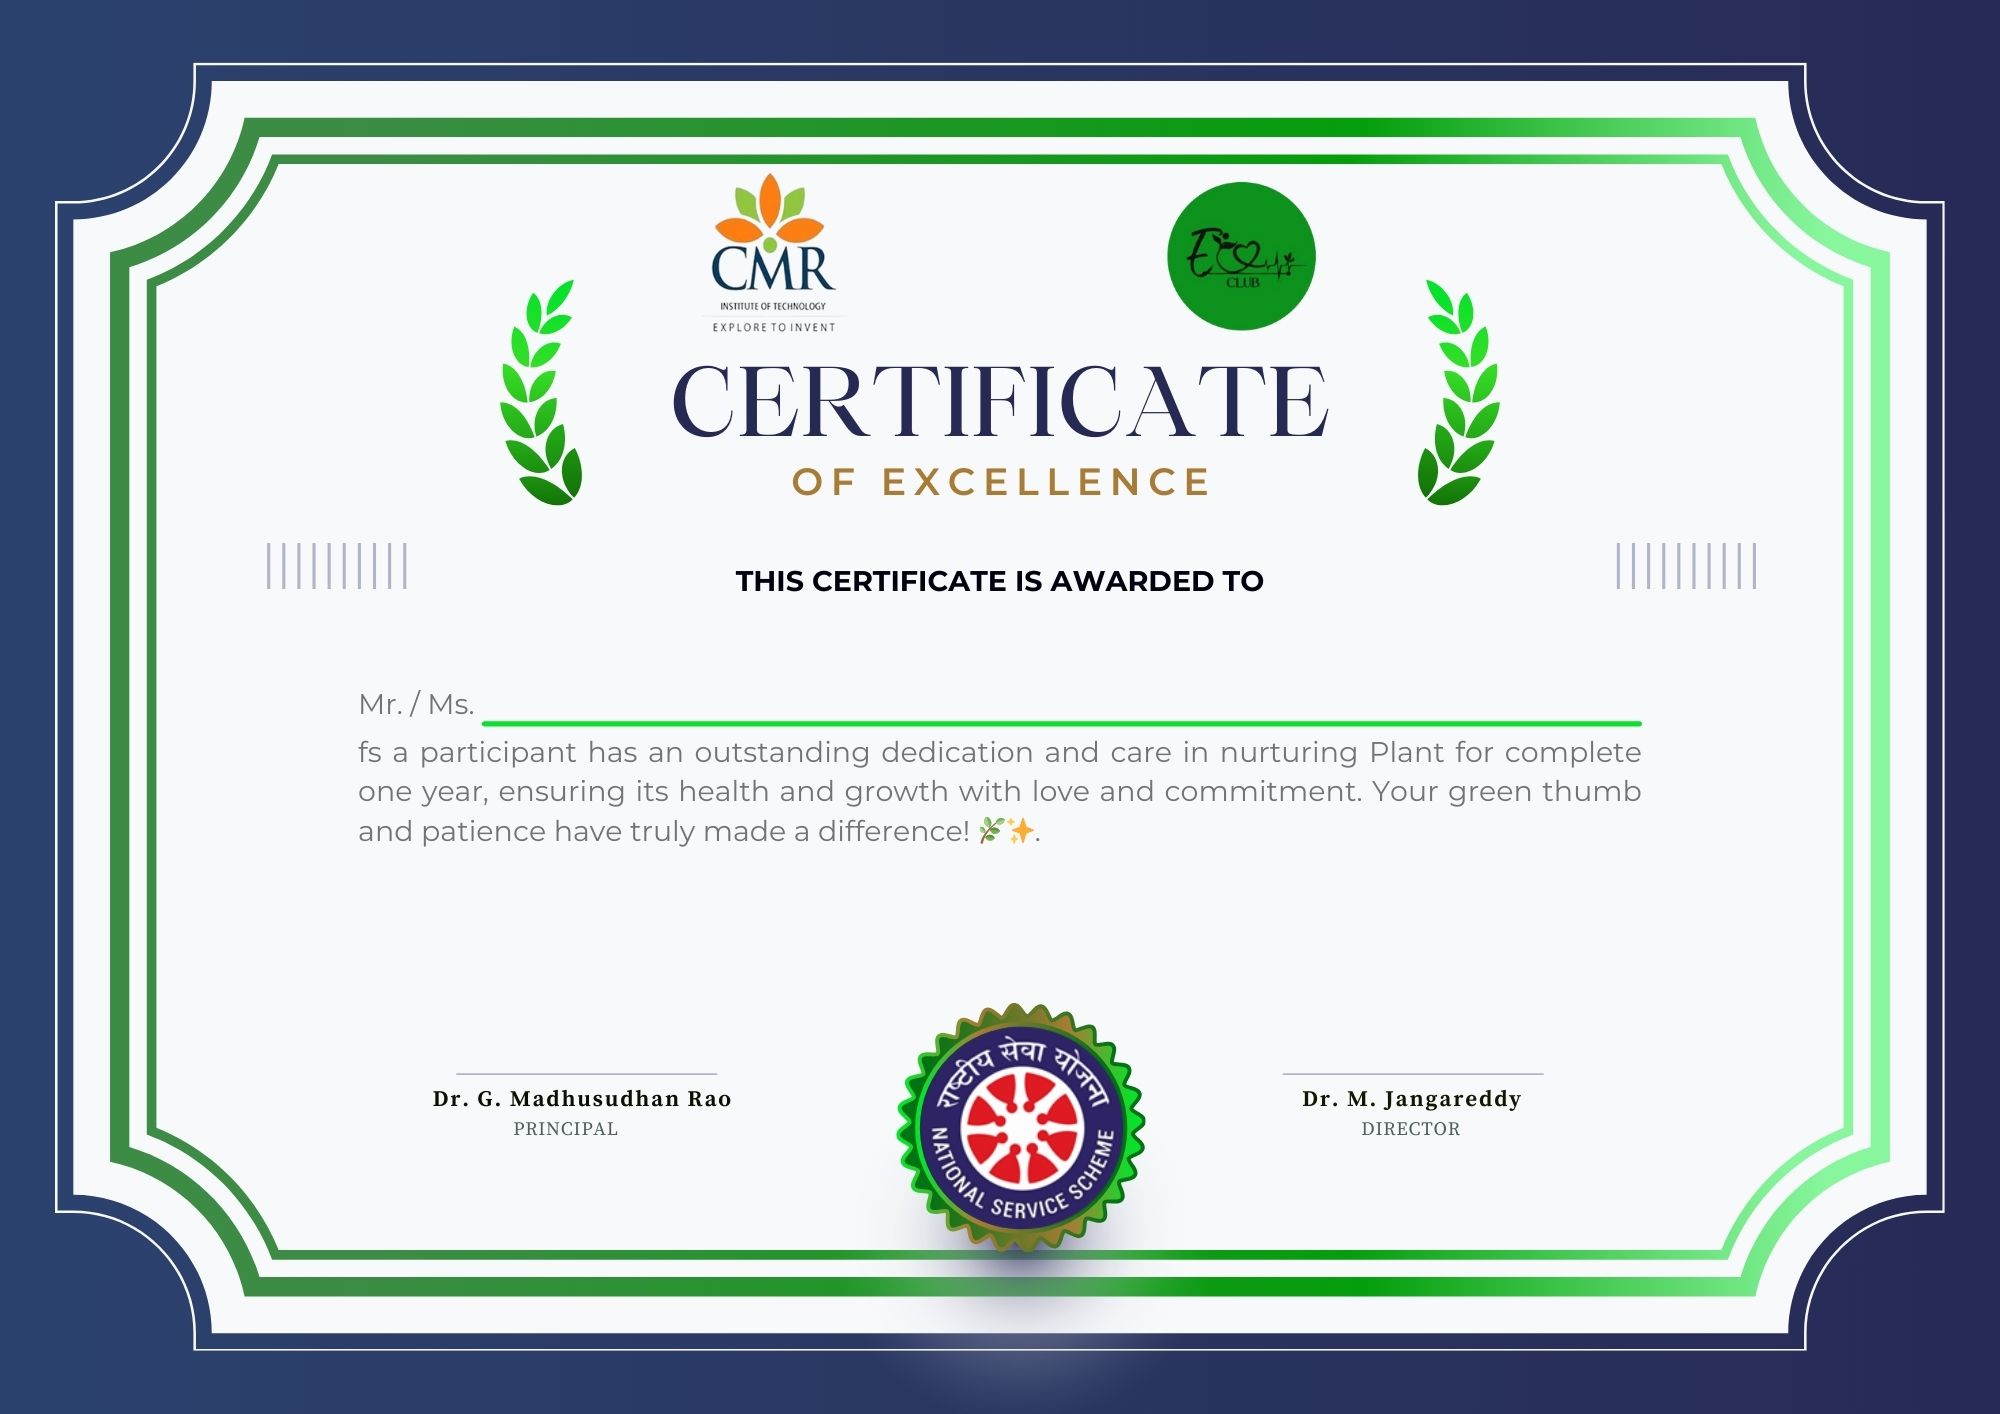 CMR
INSTITUTE OF TECHNOLOGY
EXPLORE TO INVENT
Eco
CLUB
CERTIFICATE
OF EXCELLENCE
THIS CERTIFICATE IS AWARDED TO
Mr. / Ms.
fs a participant has an outstanding dedication and care in nurturing Plant for complete
one year, ensuring its health and growth with love and commitment. Your green thumb
and patience have truly made a difference! 🌿✨.
Dr. G. Madhusudhan Rao
PRINCIPAL
राष्ट्रीय सेवा योजना
NATIONAL SERVICE SCHEME
Dr. M. Jangareddy
DIRECTOR